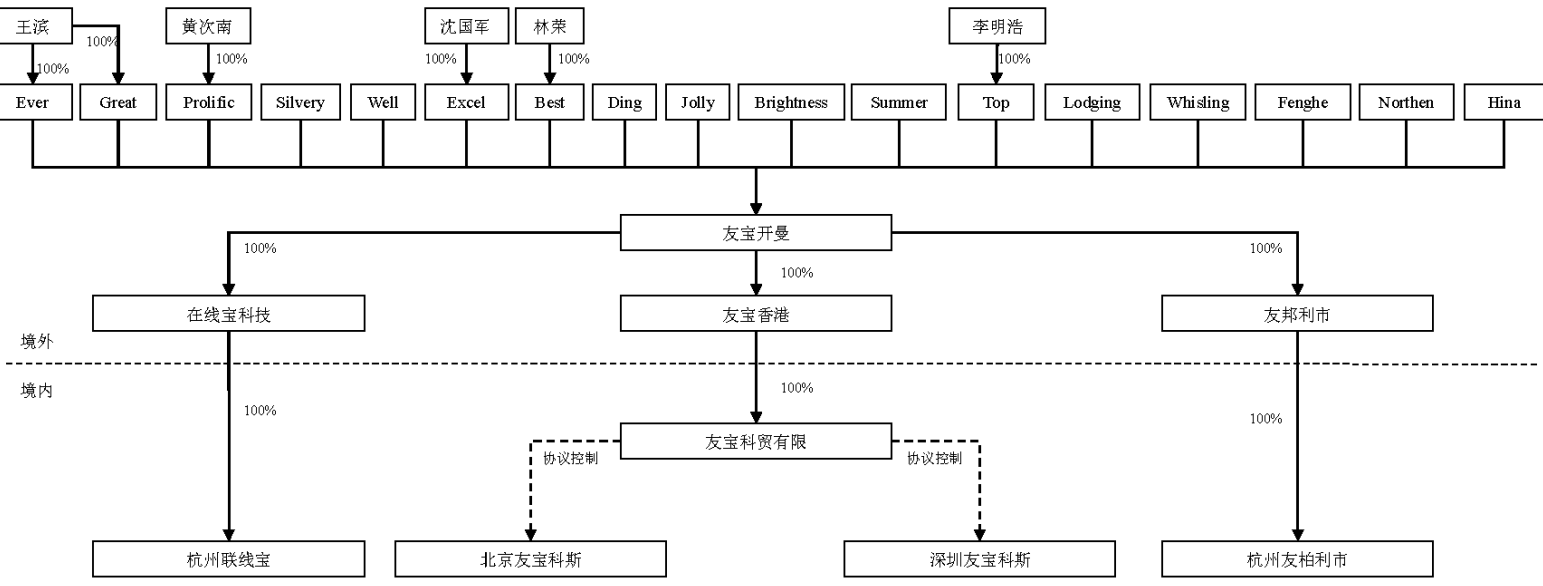 王滨
黄次南
沈国军
林荣
李明浩
100%
100%
100%
100%
100%
100%
Ever
Great
Prolific
Silvery
Well
Excel
Best
Ding
Jolly
Brightness
Summer
Top
Lodging
Whisling
Fenghe
Northen
Hina
友宝开曼
100%
100%
100%
在线宝科技
友宝香港
友邦利市
境外
境内
100%
100%
100%
友宝科贸有限
协议控制
协议控制
杭州联线宝
北京友宝科斯
深圳友宝科斯
杭州友柏利市